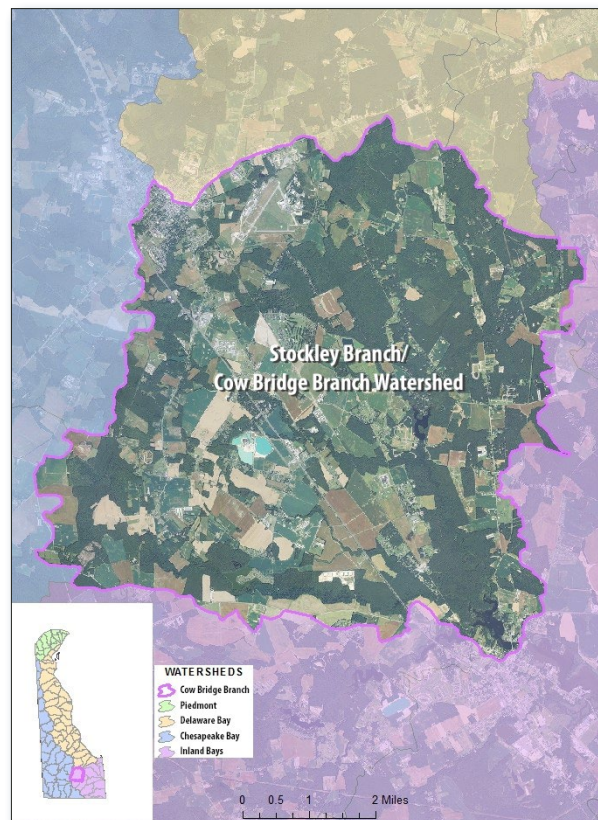 Stockley Branch/
Cow Bridge Branch Watershed
WATERSHEDS
Cow Bridge Branch
Piedmont
Delaware Bay
Chesapeake Bay
Inland Bays
0 0.5 1 2 Miles